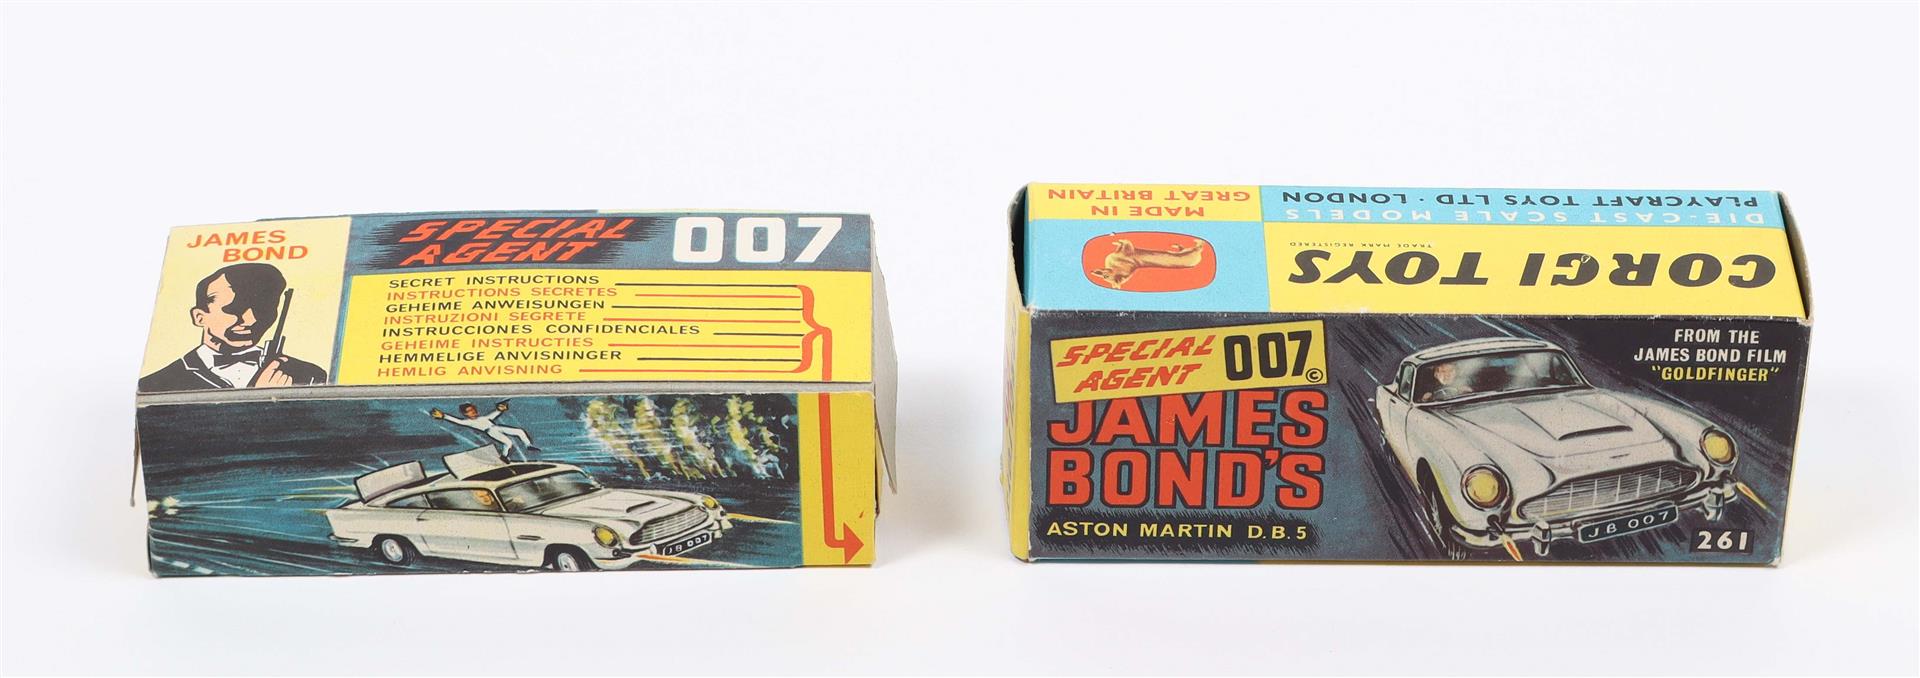 JAMES
BOND
SPECIAL
AGENT
007
SECRET INSTRUCTIONS
INSTRUCTIONS SECRETES
GEHEIME ANWEISUNGEN
INSTRUZIONI SEGRETE
INSTRUCCIONES CONFIDENCIALES
GEHEIME INSTRUCTIES
HEMMELIGE ANVISNINGER
HEMLIG ANVISNING
JB 007
MADE IN
GREAT BRITAIN
DIE-CAST SCALE MODELS
PLAYCRAFT TOYS LTD · LONDON
CORGI TOYS
TRADE MARK REGISTERED
SPECIAL
AGENT
007©
JAMES
BOND'S
ASTON MARTIN D.B.5
FROM THE
JAMES BOND FILM
"GOLDFINGER"
JB 007
261